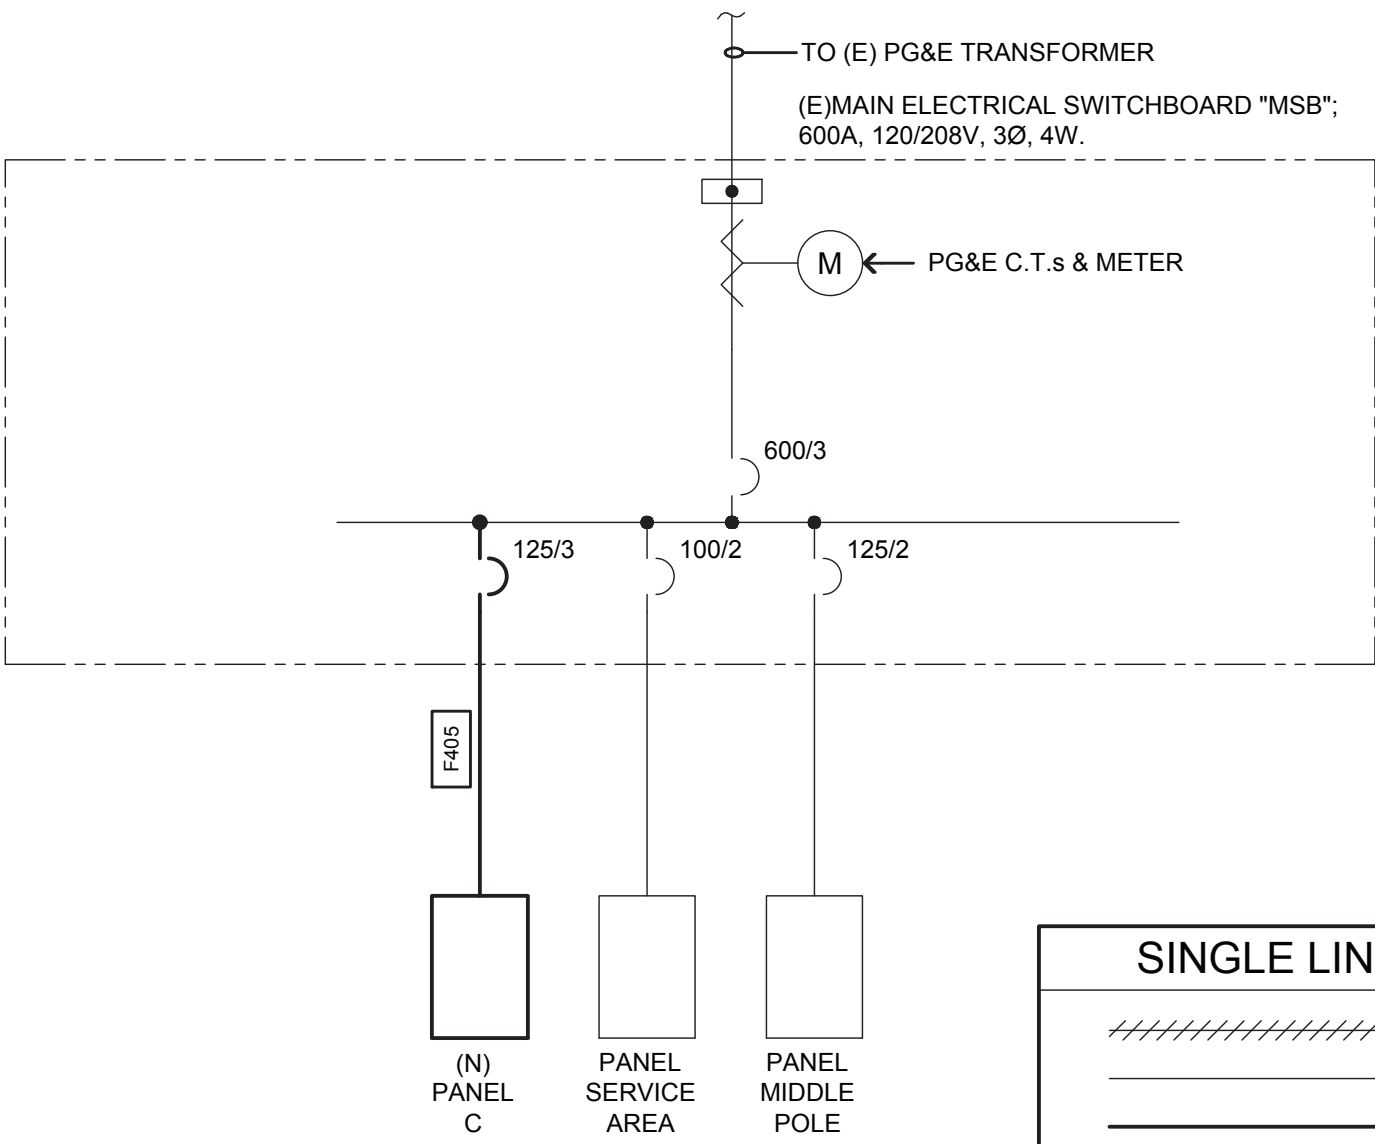 TO (E) PG&E TRANSFORMER
(E)MAIN ELECTRICAL SWITCHBOARD "MSB";
600A, 120/208V, 3Ø, 4W.
M
PG&E C.T.s & METER
600/3
125/3
100/2
125/2
F405
(N)
PANEL
C
PANEL
SERVICE
AREA
PANEL
MIDDLE
POLE
SINGLE LIN